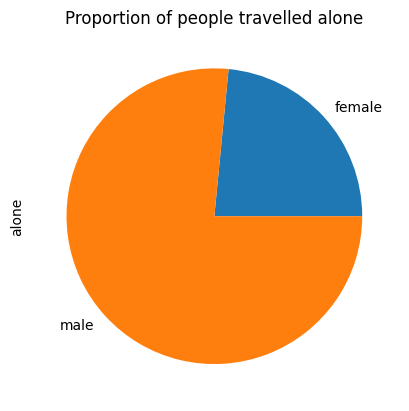 Proportion of people travelled alone
female
alone
male